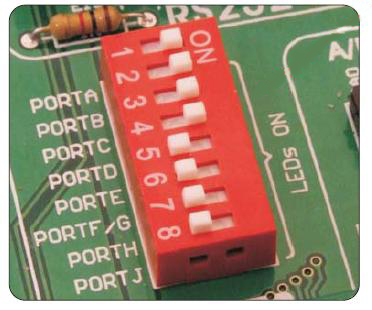 RS232
ON
1
2
3
4
5
6
7
8
PORTA
PORTB
PORTC
PORTD
PORTE
PORTF/G
PORTH
PORTJ
LEDs ON
A/